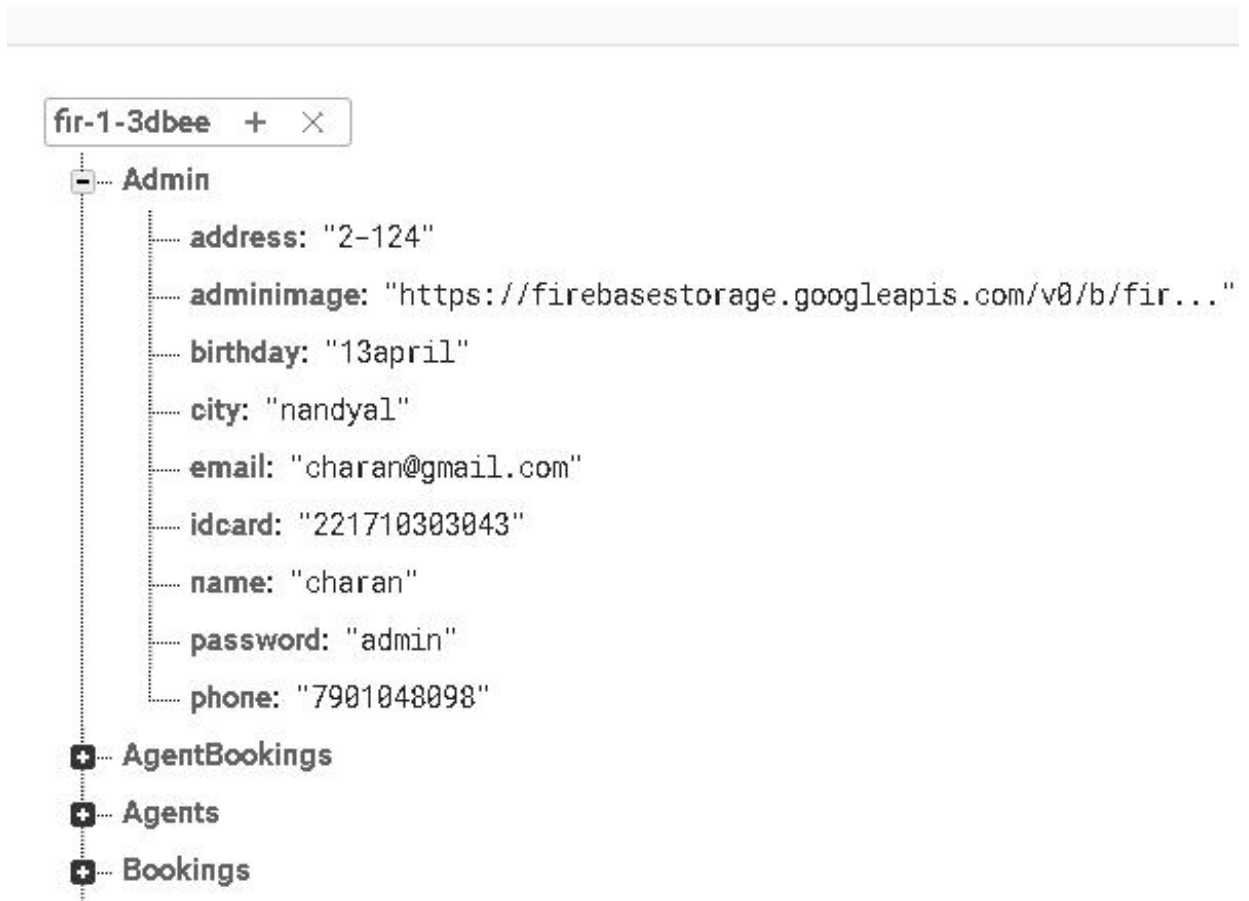 fir-1-3dbee + ×
Admin
address: "2-124"
adminimage: "https://firebasestorage.googleapis.com/v0/b/fir..."
birthday: "13april"
city: "nandyal"
email: "charan@gmail.com"
idcard: "221710303043"
name: "charan"
password: "admin"
phone: "7901048098"
AgentBookings
Agents
Bookings